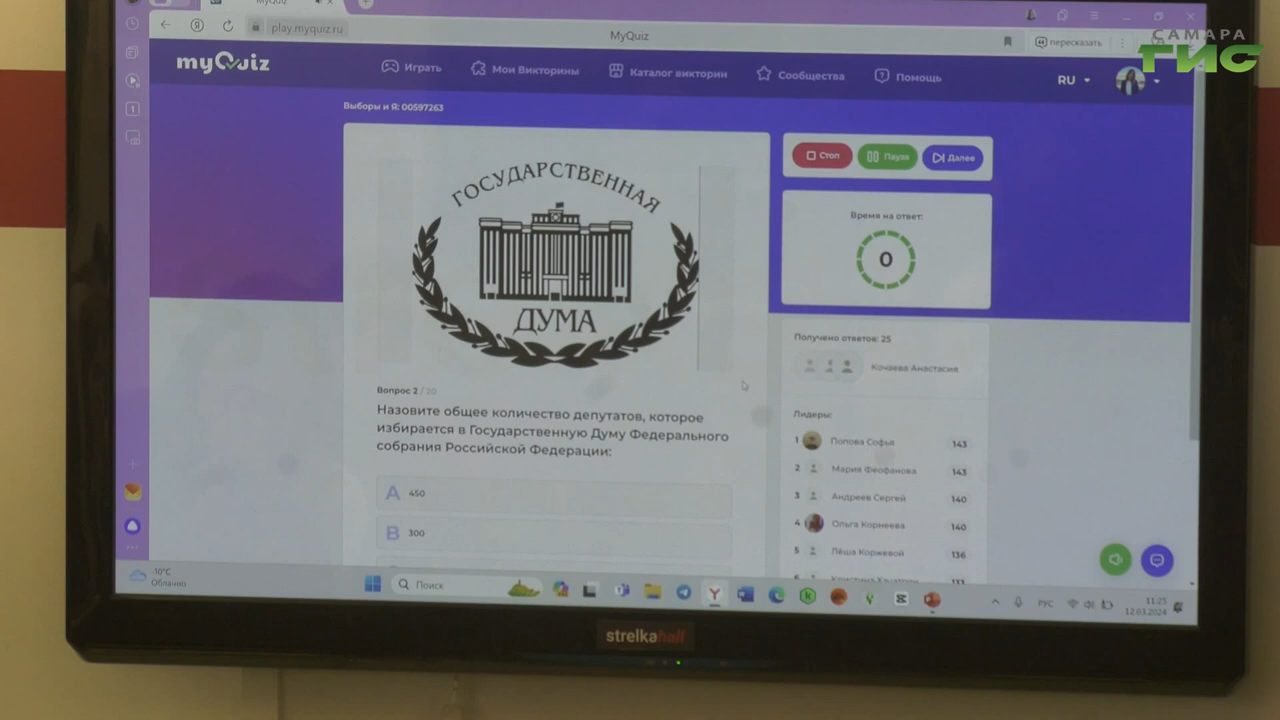 MyQuiz
play.myquiz.ru
MyQuiz
пересказать
САМАРА
ГИС
myQuiz
Играть
Мои Викторины
Каталог викторин
Сообщества
Помощь
RU
Выборы и Я: 00597263
ГОСУДАРСТВЕННАЯ
ДУМА
Стоп
Пауза
Далее
Время на ответ:
0
Получено ответов: 25
Кочаева Анастасия
Вопрос 2 / 20
Назовите общее количество депутатов, которое
избирается в Государственную Думу Федерального
собрания Российской Федерации:
A 450
B 300
Лидеры:
1 Попова Софья 143
2 Мария Феофанова 143
3 Андреев Сергей 140
4 Ольга Корнеева 140
5 Лёша Коржевой 136
-10°C
Облачно
Поиск
РУС
11:25
12.03.2024
strelkahall